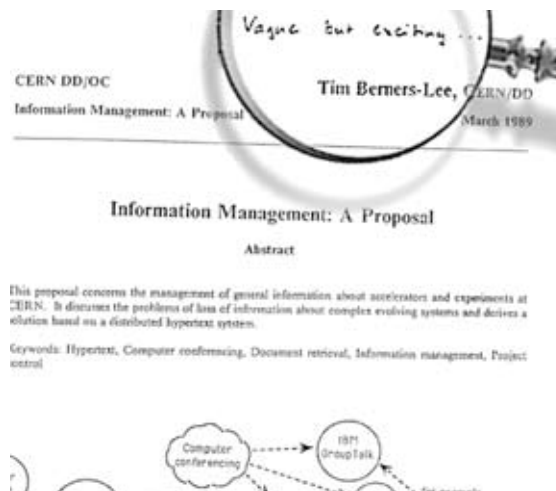 Vague but exciting ...
CERN DD/OC
Tim Berners-Lee, CERN/DD
Information Management: A Proposal
March 1989
Information Management: A Proposal
Abstract
This proposal concerns the management of general information about accelerators and experiments at
CERN. It discusses the problems of loss of information about complex evolving systems and derives a
solution based on a distributed hypertext system.
Keywords: Hypertext, Computer conferencing, Document retrieval, Information management, Project
control
IBM
GroupTalk
Computer
conferencing
for example